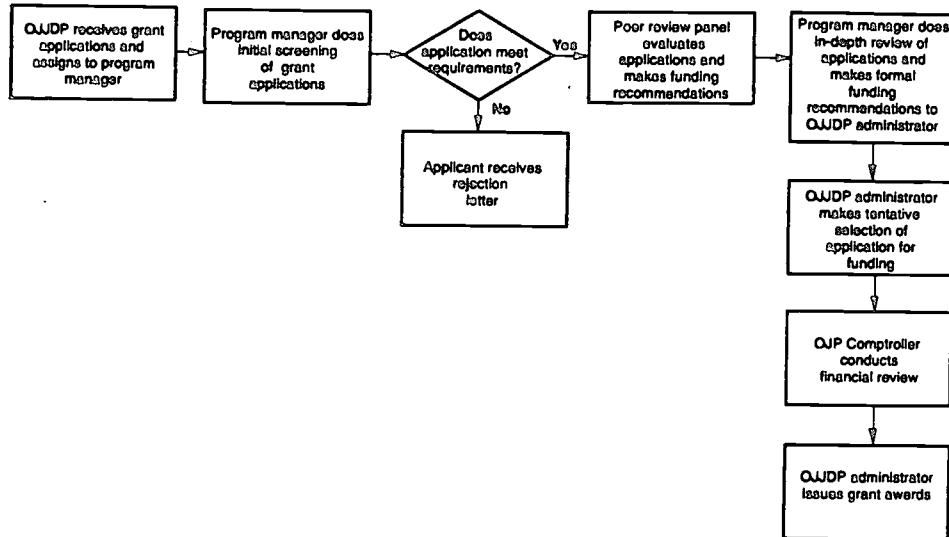 OJJDP receives grant
applications and
assigns to program
manager
Program manager does
initial screening
of grant
applications
Does
application meet
requirements?
Yes
No
Applicant receives
rejection
letter
Peer review panel
evaluates
applications and
makes funding
recommendations
Program manager does
in-depth review of
applications and
makes formal
funding
recommendations to
OJJDP administrator
OJJDP administrator
makes tentative
selection of
application for
funding
OJP Comptroller
conducts
financial review
OJJDP administrator
issues grant awards